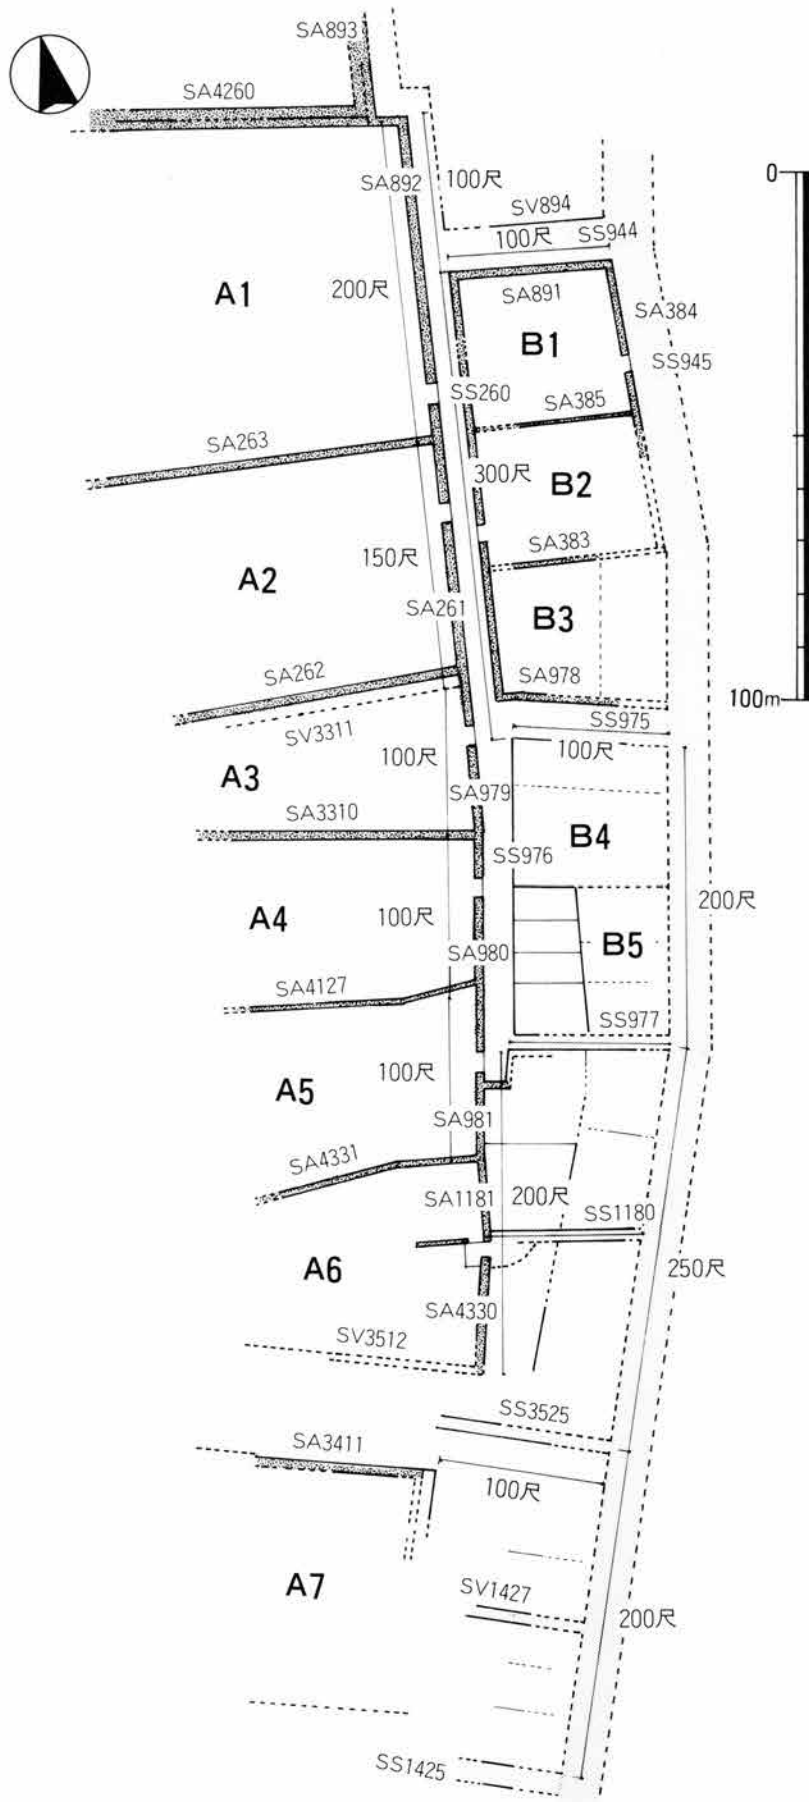 SA893
SA4260
SA892
100尺
SV894
0
100尺
SS944
SA891
A1
200尺
SA384
B1
SS945
SS260
SA385
SA263
300尺
B2
150尺
SA383
A2
SA261
B3
SA262
SA978
SV3311
SS975
100m
100尺
100尺
A3
SA979
SA3310
B4
SS976
200尺
A4
100尺
B5
SA980
SA4127
SS977
100尺
A5
SA981
SA4331
SA1181
200尺
SS1180
A6
250尺
SA4330
SV3512
SS3525
SA3411
100尺
A7
SV1427
200尺
SS1425